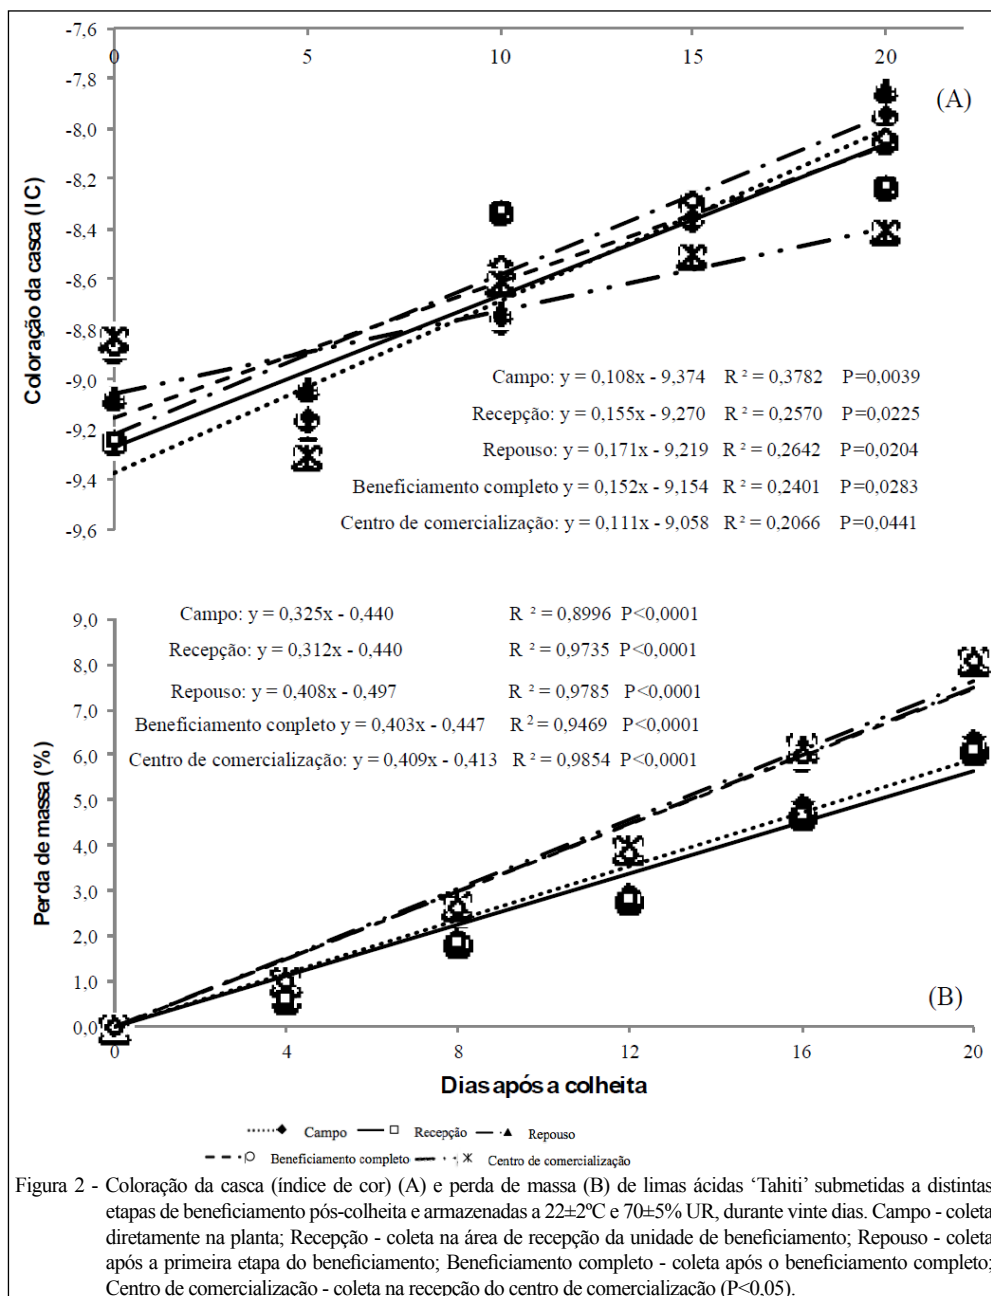 -7,6
0 5 10 15 20
-7,8
(A)
-8,0
-8,2
-8,4
-8,6
-8,8
-9,0
-9,2
-9,4
-9,6
Coloração da casca (IC)
Campo: y = 0,108x - 9,374 R² = 0,3782 P=0,0039
Recepção: y = 0,155x - 9,270 R² = 0,2570 P=0,0225
Repouso: y = 0,171x - 9,219 R² = 0,2642 P=0,0204
Beneficiamento completo y = 0,152x - 9,154 R² = 0,2401 P=0,0283
Centro de comercialização: y = 0,111x - 9,058 R² = 0,2066 P=0,0441
9,0
8,0
7,0
6,0
5,0
4,0
3,0
2,0
1,0
0,0
Perda de massa (%)
Campo: y = 0,325x - 0,440 R² = 0,8996 P<0,0001
Recepção: y = 0,312x - 0,440 R² = 0,9735 P<0,0001
Repouso: y = 0,408x - 0,497 R² = 0,9785 P<0,0001
Beneficiamento completo y = 0,403x - 0,447 R² = 0,9469 P<0,0001
Centro de comercialização: y = 0,409x - 0,413 R² = 0,9854 P<0,0001
(B)
0 4 8 12 16 20
Dias após a colheita
Campo Recepção Repouso
Beneficiamento completo Centro de comercialização
Figura 2 - Coloração da casca (índice de cor) (A) e perda de massa (B) de limas ácidas ‘Tahiti’ submetidas a distintas
etapas de beneficiamento pós-colheita e armazenadas a 22±2ºC e 70±5% UR, durante vinte dias. Campo - coleta
diretamente na planta; Recepção - coleta na área de recepção da unidade de beneficiamento; Repouso - coleta
após a primeira etapa do beneficiamento; Beneficiamento completo - coleta após o beneficiamento completo;
Centro de comercialização - coleta na recepção do centro de comercialização (P<0,05).